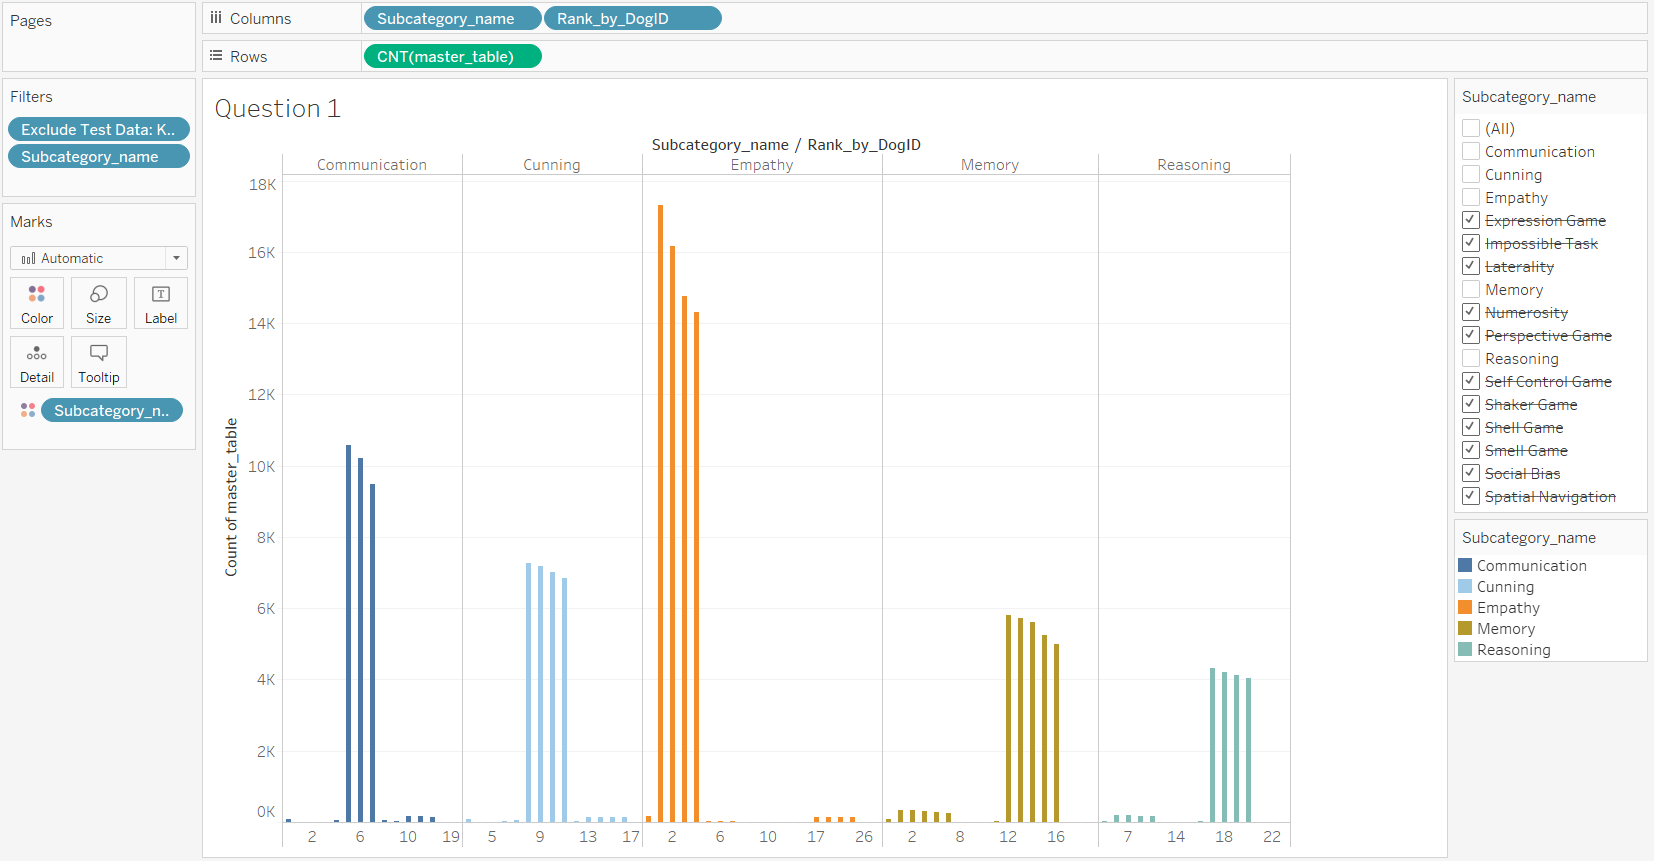 Pages
Columns
Subcategory_name
Rank_by_DogID
Rows
CNT(master_table)
Filters
Exclude Test Data: K..
Subcategory_name
Marks
Automatic
Color
Size
Label
Detail
Tooltip
Subcategory_n..
Question 1
Subcategory_name / Rank_by_DogID
Communication
Cunning
Empathy
Memory
Reasoning
Count of master_table
18K
16K
14K
12K
10K
8K
6K
4K
2K
0K
2 6 10 19 5 9 13 17 2 6 10 17 26 2 8 12 16 7 14 18 22
Subcategory_name
(All)
Communication
Cunning
Empathy
Expression Game
Impossible Task
Laterality
Memory
Numerosity
Perspective Game
Reasoning
Self Control Game
Shaker Game
Shell Game
Smell Game
Social Bias
Spatial Navigation
Subcategory_name
Communication
Cunning
Empathy
Memory
Reasoning